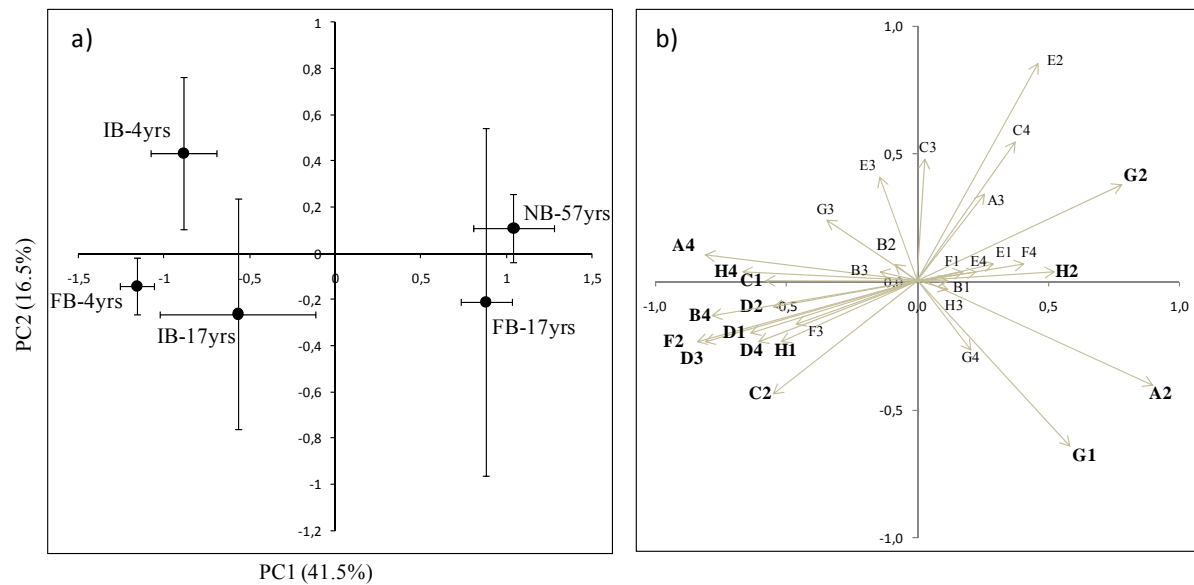 a)
1
0,8
0,6
0,4
0,2
0
-0,2
-0,4
-0,6
-0,8
-1
-1,2
-1,5
-1
-0,5
0
0,5
1
1,5
IB-4yrs
NB-57yrs
FB-4yrs
IB-17yrs
FB-17yrs
PC2 (16.5%)
PC1 (41.5%)
b)
1,0
0,5
0,0
-0,5
-1,0
-1,0
-0,5
0,5
1,0
E2
C4
C3
E3
G2
A3
G3
B2
A4
H4
B3
C1
F1
E4
E1
F4
H2
B1
H3
D2
B4
D1
F3
F2
D3
D4
H1
G4
C2
A2
G1